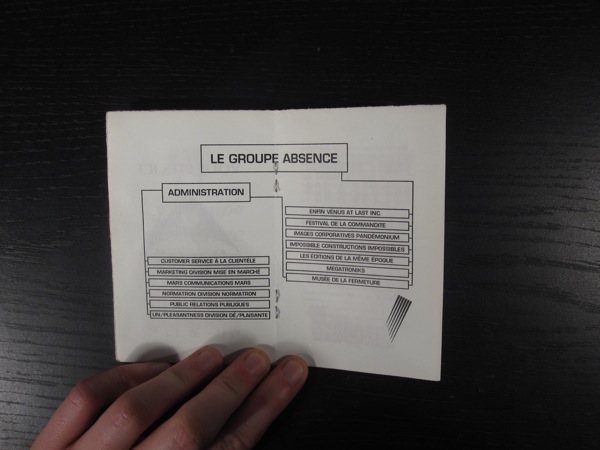 LE GROUPE ABSENCE
ADMINISTRATION
CUSTOMER SERVICE À LA CLIENTÈLE
MARKETING DIVISION MISE EN MARCHÉ
MARS COMMUNICATIONS MARS
NORMATRON DIVISION NORMATRON
PUBLIC RELATIONS PUBLIQUES
UN/PLEASANTNESS DIVISION DÉ/PLAISANTE
ENFIN VÉNUS AT LAST INC.
FESTIVAL DE LA COMMANDITE
IMAGES CORPORATIVES PANDÉMONIUM
IMPOSSIBLE CONSTRUCTIONS IMPOSSIBLES
LES ÉDITIONS DE LA MÊME ÉPOQUE
MEGATRONIKS
MUSÉE DE LA FERMETURE